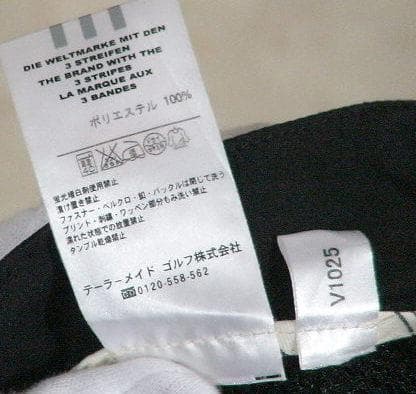 DIE WELTMARKE MIT DEN
3 STREIFEN
THE BRAND WITH THE
3 STRIPES
LA MARQUE AUX
3 BANDES
ポリエステル 100%
蛍光増白剤使用禁止
漬け置き禁止
ファスナー・ベルクロ・釦・バックルは閉じて洗う
プリント・刺繍・ワッペン部分もみ洗い禁止
濡れた状態での放置禁止
タンブル乾燥禁止
テーラーメイド ゴルフ株式会社
0120-558-562
V1025